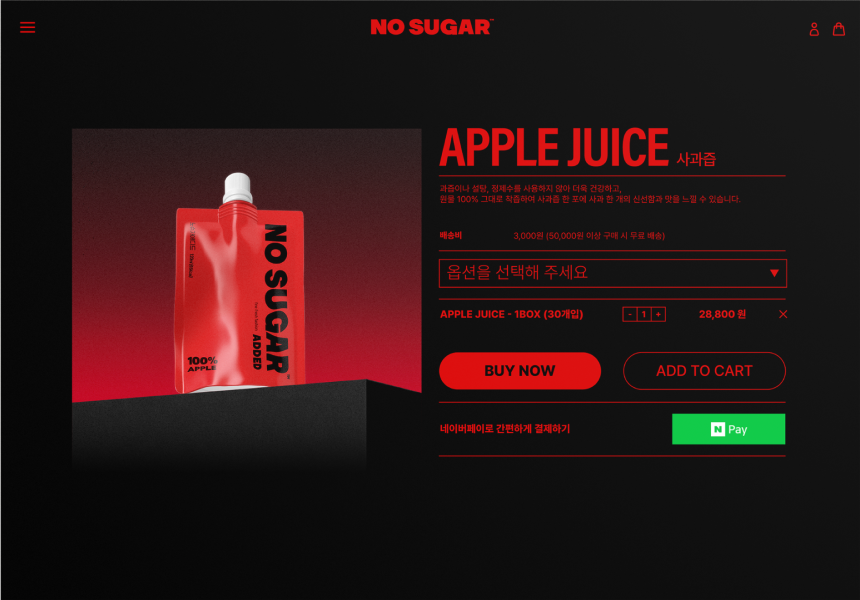 NO SUGAR™
APPLE JUICE 사과즙
과즙이나 설탕, 정제수를 사용하지 않아 더욱 건강하고,
원물 100% 그대로 착즙하여 사과즙 한 포에 사과 한 개의 신선함과 맛을 느낄 수 있습니다.
배송비 3,000원 (50,000원 이상 구매 시 무료 배송)
옵션을 선택해 주세요 ▼
APPLE JUICE - 1BOX (30개입) - 1 + 28,800 원 ×
BUY NOW ADD TO CART
네이버페이로 간편하게 결제하기 N Pay
NO SUGAR
ADDED
100%
APPLE